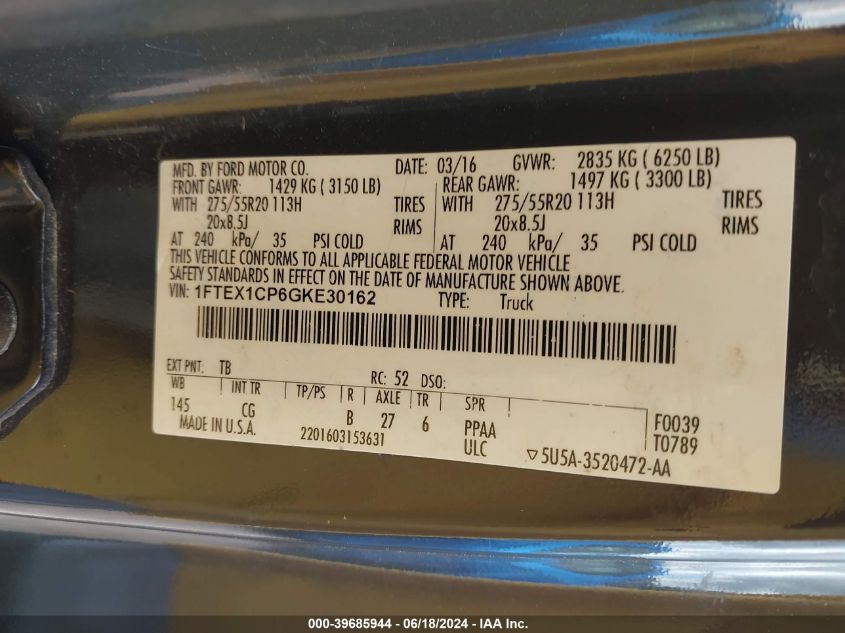 MFD. BY FORD MOTOR CO. DATE: 03/16 GVWR: 2835 KG ( 6250 LB)
FRONT GAWR: 1429 KG ( 3150 LB) REAR GAWR: 1497 KG ( 3300 LB)
WITH 275/55R20 113H TIRES WITH 275/55R20 113H TIRES
20x8.5J RIMS 20x8.5J RIMS
AT 240 kPa/ 35 PSI COLD AT 240 kPa/ 35 PSI COLD
THIS VEHICLE CONFORMS TO ALL APPLICABLE FEDERAL MOTOR VEHICLE
SAFETY STANDARDS IN EFFECT ON THE DATE OF MANUFACTURE SHOWN ABOVE.
VIN: 1FTEX1CP6GKE30162 TYPE: Truck
EXT PNT: TB RC: 52 DSO:
WB INT TR TP/PS R AXLE TR SPR
145 CG B 27 6 PPAA F0039
MADE IN U.S.A. 2201603153631 ULC ▽5U5A-3520472-AA T0789
000-39685944 / 06/18/2024 - IAA Inc.